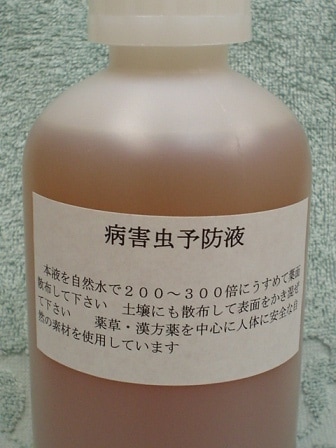 病害虫予防液
本液を自然水で２００～３００倍にうすめて葉面
散布して下さい　土壌にも散布して表面をかき混ぜ
て下さい　　薬草・漢方薬を中心に人体に安全な自
然の素材を使用しています